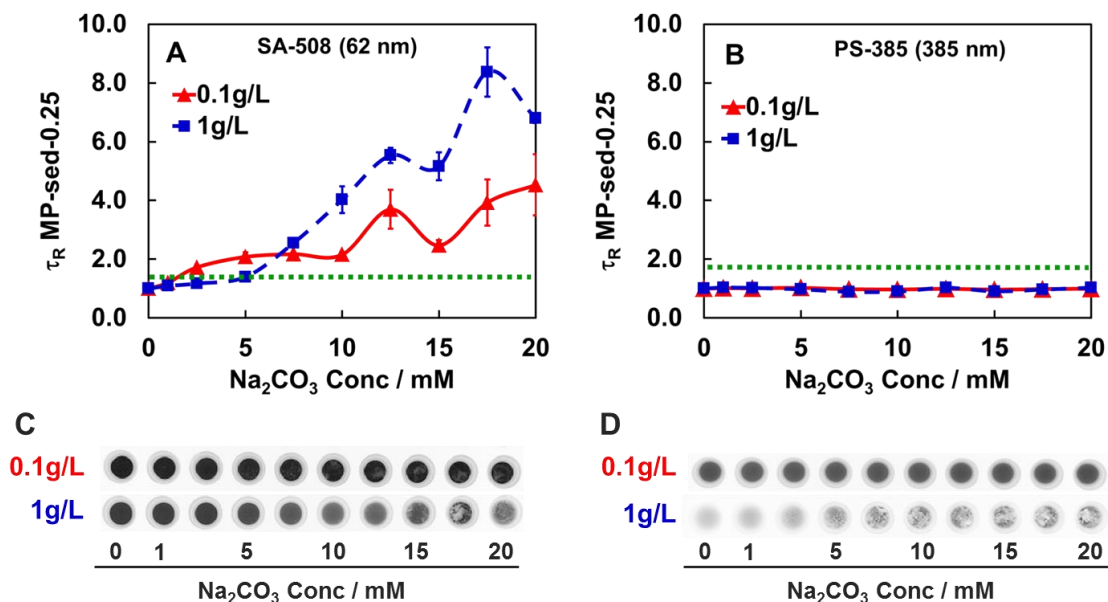 A
SA-508 (62 nm)
0.1g/L
1g/L
10.0
8.0
6.0
4.0
2.0
0.0
τR MP-sed-0.25
0 5 10 15 20
Na₂CO₃ Conc / mM
B
PS-385 (385 nm)
0.1g/L
1g/L
10.0
8.0
6.0
4.0
2.0
0.0
τR MP-sed-0.25
0 5 10 15 20
Na₂CO₃ Conc / mM
C
0.1g/L
1g/L
0 1 5 10 15 20
Na₂CO₃ Conc / mM
D
0.1g/L
1g/L
0 1 5 10 15 20
Na₂CO₃ Conc / mM